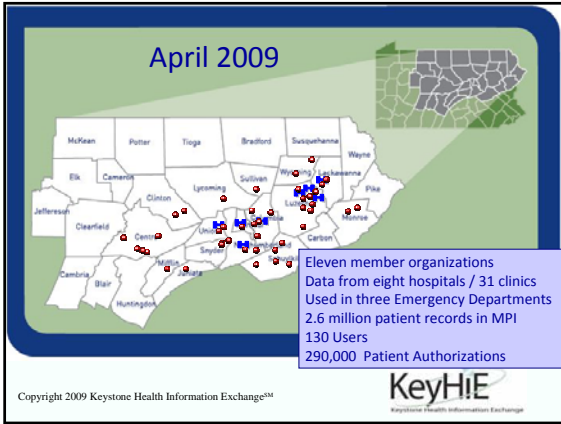 April 2009
McKean
Potter
Tioga
Bradford
Susquehanna
Wayne
Elk
Cameron
Wyoming
Lackawanna
Sullivan
Pike
Clinton
Lycoming
Jefferson
Clearfield
Monroe
Centre
Union
Carbon
Snyder
Mifflin
Juniata
Cambria
Blair
Huntingdon
Eleven member organizations
Data from eight hospitals / 31 clinics
Used in three Emergency Departments
2.6 million patient records in MPI
130 Users
290,000 Patient Authorizations
Copyright 2009 Keystone Health Information Exchange℠
KeyHIE
Keystone Health Information Exchange